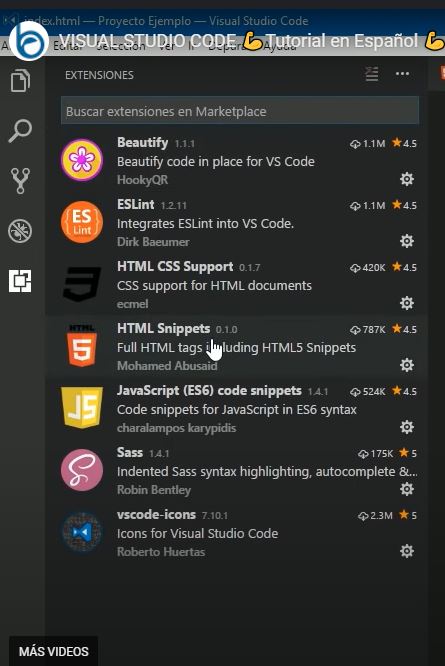 index.html — Proyecto Ejemplo — Visual Studio Code
VISUAL STUDIO CODE 💪Tutorial en Español 💪
Editar Selección Ver Ir Depurar Ayuda
EXTENSIONES
Buscar extensiones en Marketplace
Beautify 1.1.1 1.1M ★4.5
Beautify code in place for VS Code
HookyQR
ES
Lint
ESLint 1.2.11 1.1M ★4.5
Integrates ESLint into VS Code.
Dirk Baeumer
HTML CSS Support 0.1.7 420K ★4.5
CSS support for HTML documents
ecmel
HTML
5
HTML Snippets 0.1.0 787K ★4.5
Full HTML tags including HTML5 Snippets
Mohamed Abusaid
JS
JavaScript (ES6) code snippets 1.4.1 524K ★4.5
Code snippets for JavaScript in ES6 syntax
charalampos karypidis
Sass
Sass 1.4.1 175K ★5
Indented Sass syntax highlighting, autocomplete &...
Robin Bentley
vscode-icons 7.10.1 2.3M ★5
Icons for Visual Studio Code
Roberto Huertas
MÁS VIDEOS